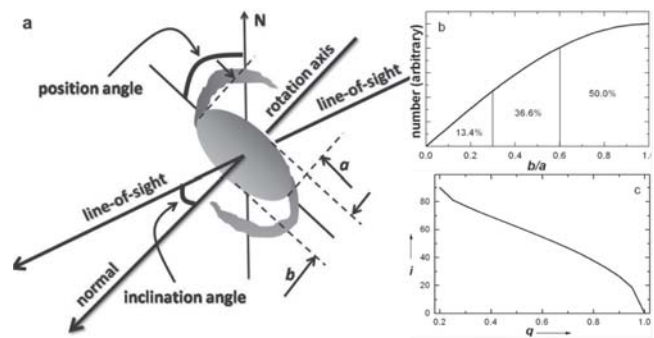 a
N
position angle
rotation axis
line-of-sight
a
line-of-sight
b
normal
inclination angle
b
number (arbitrary)
13.4%
36.6%
50.0%
0.0 0.2 0.4 0.6 0.8 1.0
b/a
c
80
60
40
20
0
i
0.2 0.4 0.6 0.8 1.0
q